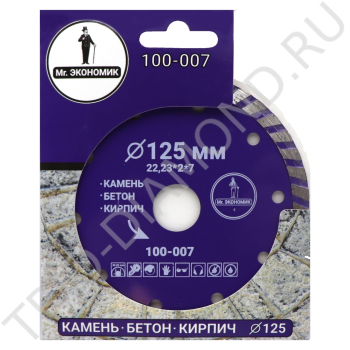 Mr. ЭКОНОМИК
100-007
Ø125 мм
22,23*2*7
·КАМЕНЬ
·БЕТОН
·КИРПИЧ
Mr. ЭКОНОМИК
100-007
КАМЕНЬ·БЕТОН·КИРПИЧ Ø125
TRIO-DIAMOND.RU